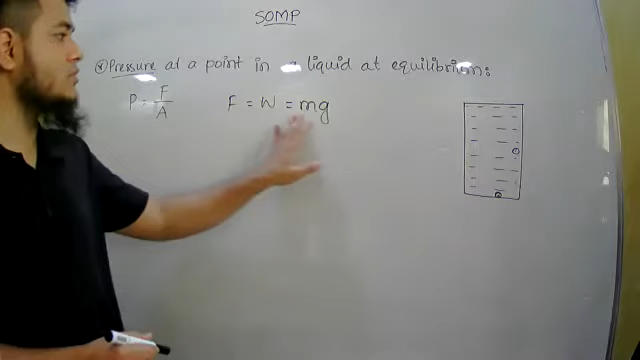 SOMP
⊗ Pressure at a point in a liquid at equilibrium:
P = F/A F = W = mg